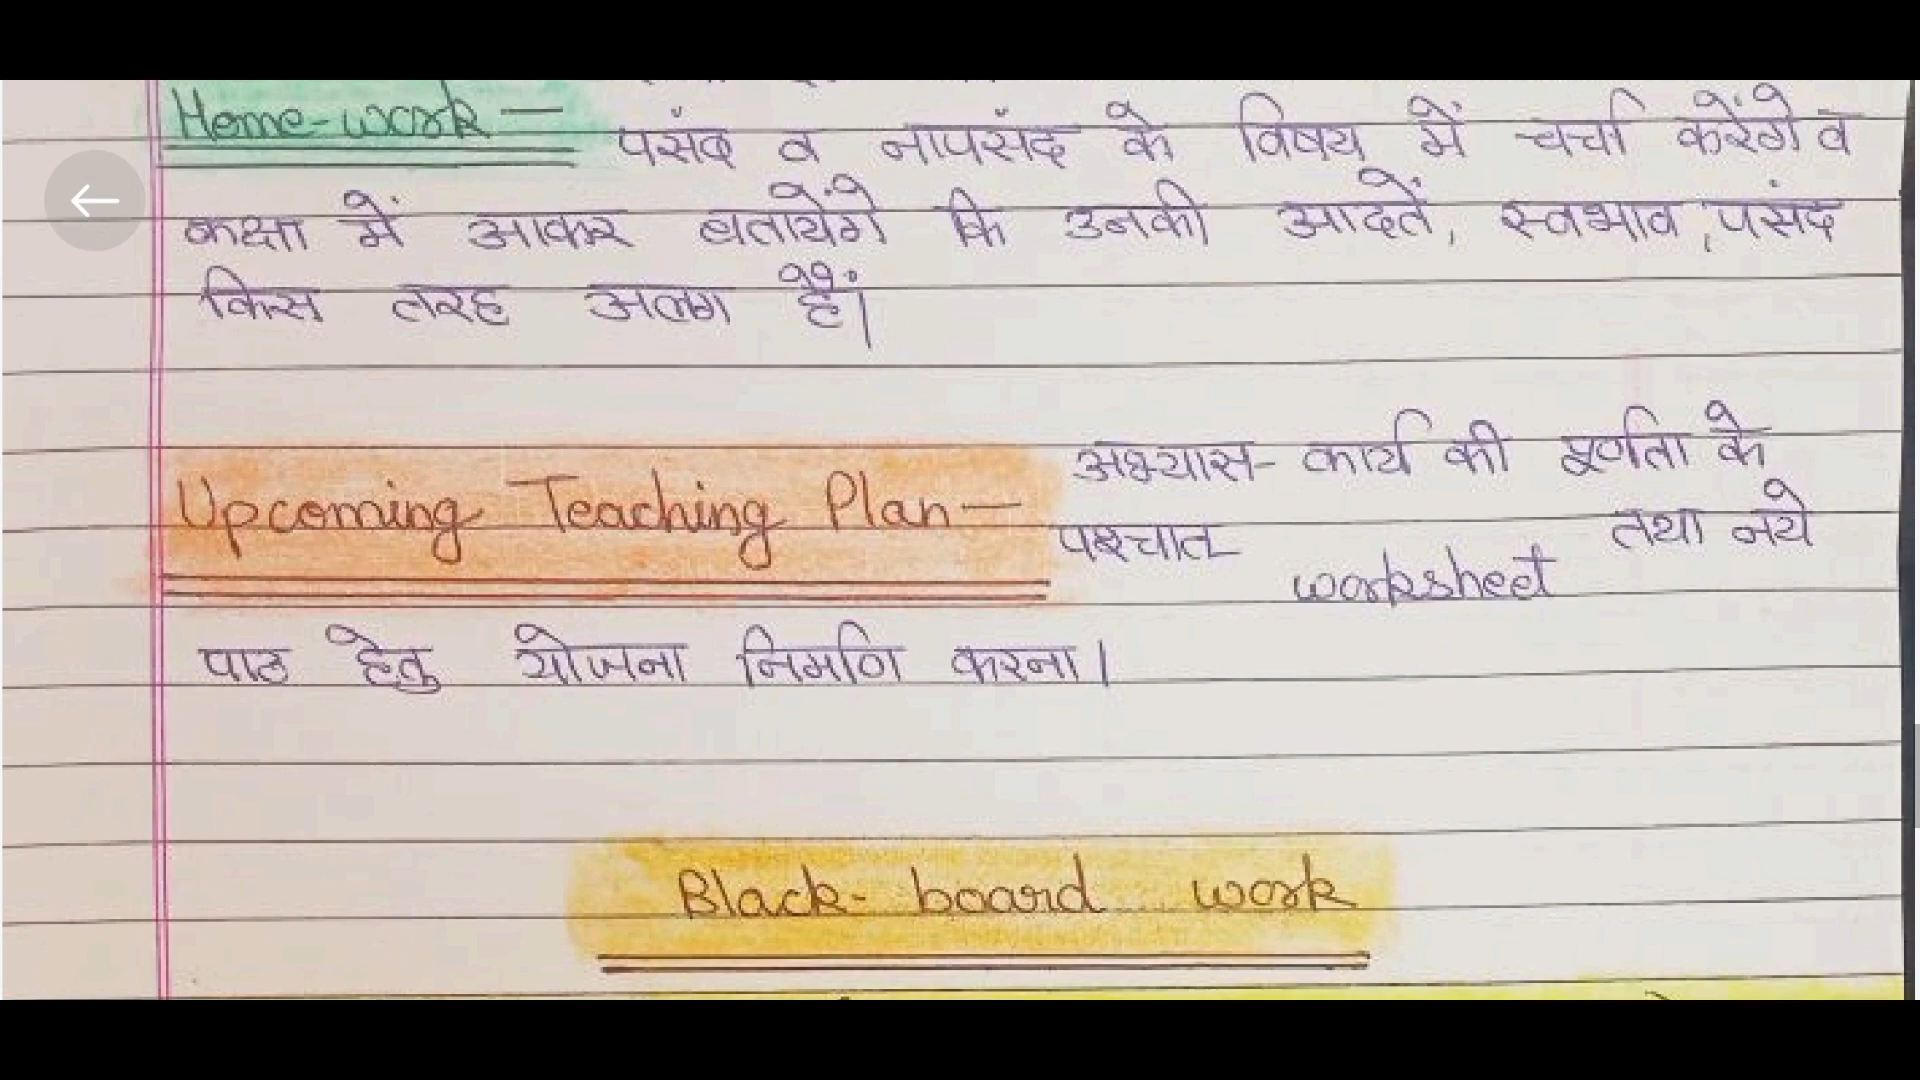 Home-work —
पसंद व नापसंद के विषय में चर्चा करेंगे व
कक्षा में आकर बतायेंगे कि उनकी आदतें, स्वभाव, पसंद
किस तरह अलग हैं।
Upcoming Teaching Plan —
अभ्यास - कार्य की पूर्णता के
पश्चात worksheet तथा नये
पाठ हेतु योजना निर्माण करना।
Black-board work